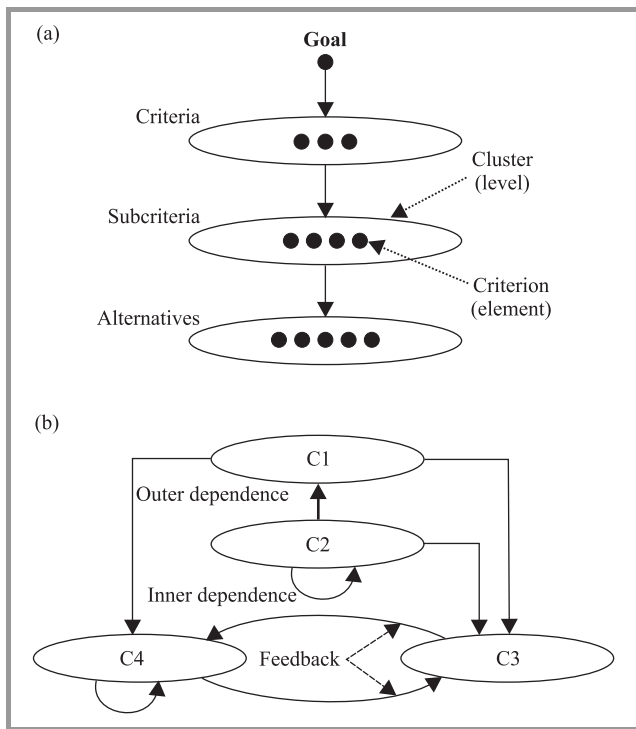 (a)
Goal
Criteria
Cluster
(level)
Subcriteria
Criterion
(element)
Alternatives
(b)
C1
Outer dependence
C2
Inner dependence
C4
Feedback
C3